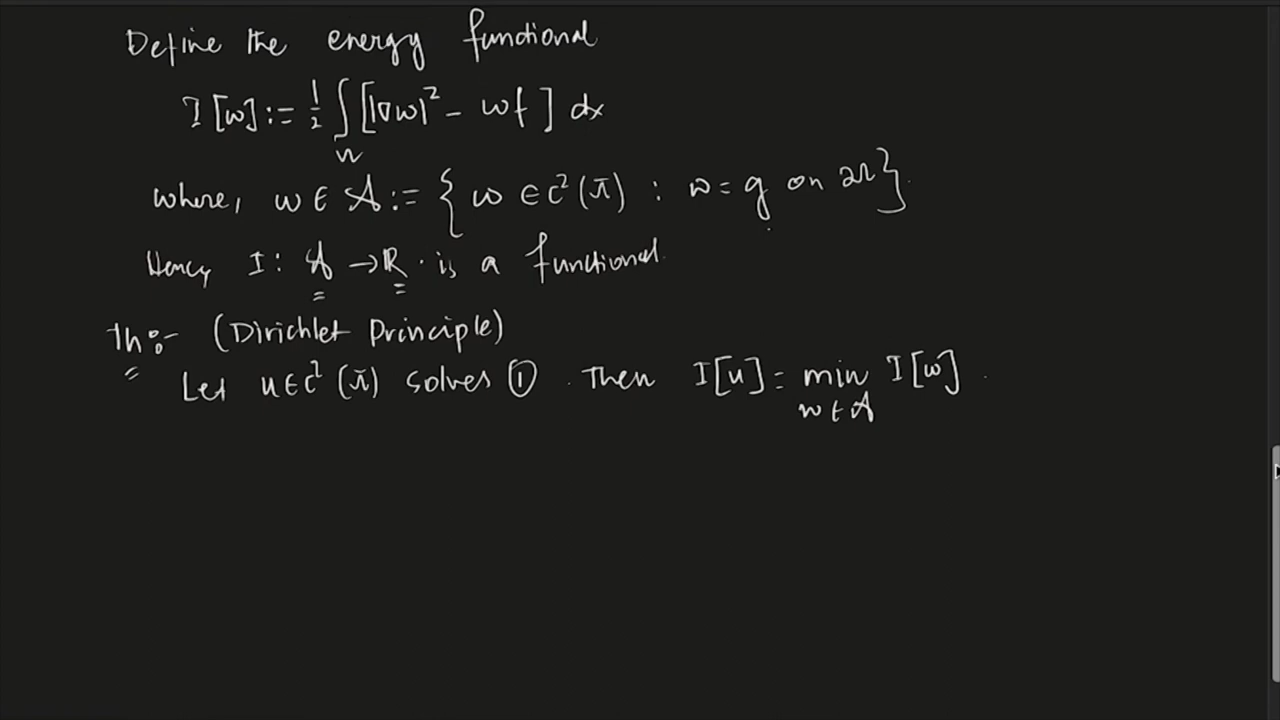 Define the energy functional
I[w] := 1/2 ∫_Ω [|∇w|² - wf] dx
where, w ∈ A := { w ∈ C²(Ω̄) : w = g on ∂Ω }.
Hence, I : A → R. is a functional.
Th:- (Dirichlet Principle)
Let u ∈ C²(Ω̄) solves ①. Then I[u] = min_{w ∈ A} I[w].